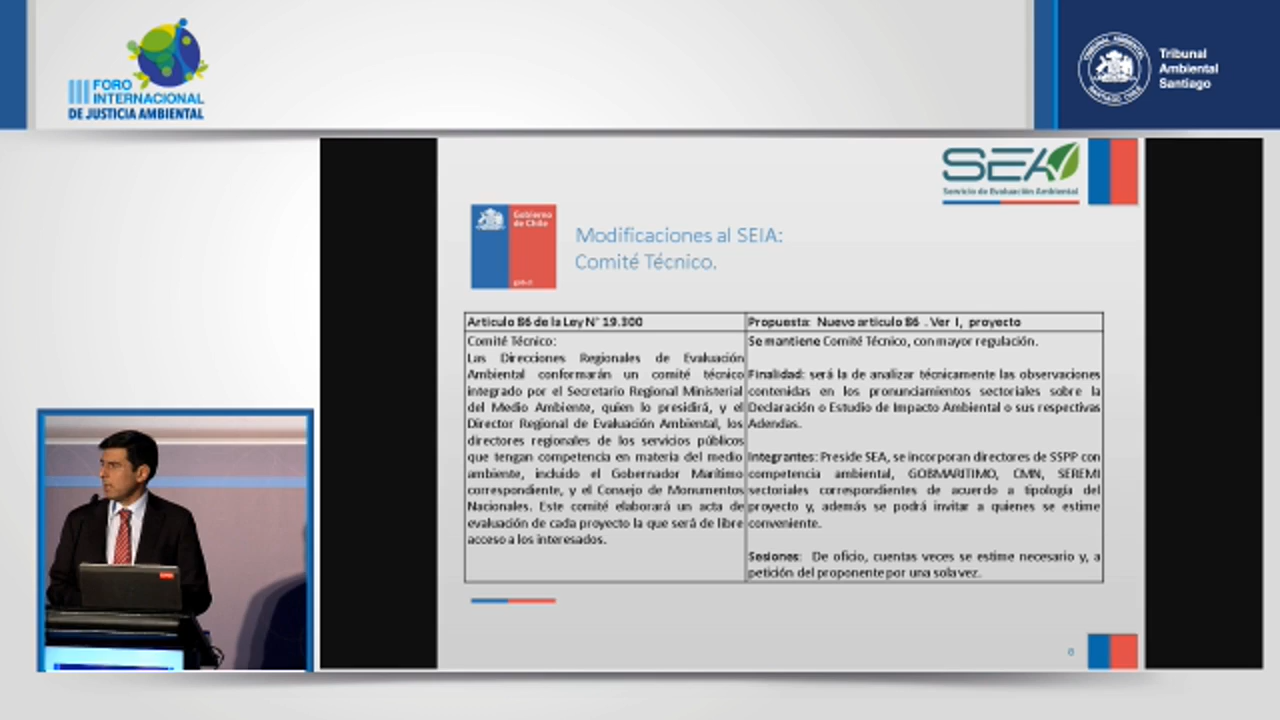 III FORO
INTERNACIONAL
DE JUSTICIA AMBIENTAL
TRIBUNAL AMBIENTAL
SANTIAGO CHILE
Tribunal
Ambiental
Santiago
SEA
Servicio de Evaluación Ambiental
Gobierno
de Chile
gob.cl
Modificaciones al SEIA:
Comité Técnico.
Artículo 86 de la Ley N° 19.300
Comité Técnico:
Las Direcciones Regionales de Evaluación
Ambiental conformarán un comité técnico
integrado por el Secretario Regional Ministerial
del Medio Ambiente, quien lo presidirá, y el
Director Regional de Evaluación Ambiental, los
directores regionales de los servicios públicos
que tengan competencia en materia del medio
ambiente, incluido el Gobernador Marítimo
correspondiente, y el Consejo de Monumentos
Nacionales. Este comité elaborará un acta de
evaluación de cada proyecto la que será de libre
acceso a los interesados.
Propuesta: Nuevo artículo 86 . Ver I, proyecto
Se mantiene Comité Técnico, con mayor regulación.
Finalidad: será la de analizar técnicamente las observaciones
contenidas en los pronunciamientos sectoriales sobre la
Declaración o Estudio de Impacto Ambiental o sus respectivas
Adendas.
Integrantes: Preside SEA, se incorporan directores de SSPP con
competencia ambiental, GOBMARITIMO, CMN, SEREMI
sectoriales correspondientes de acuerdo a tipología del
proyecto y, además se podrá invitar a quienes se estime
conveniente.
Sesiones: De oficio, cuentas veces se estime necesario y, a
petición del proponente por una sola vez.
8